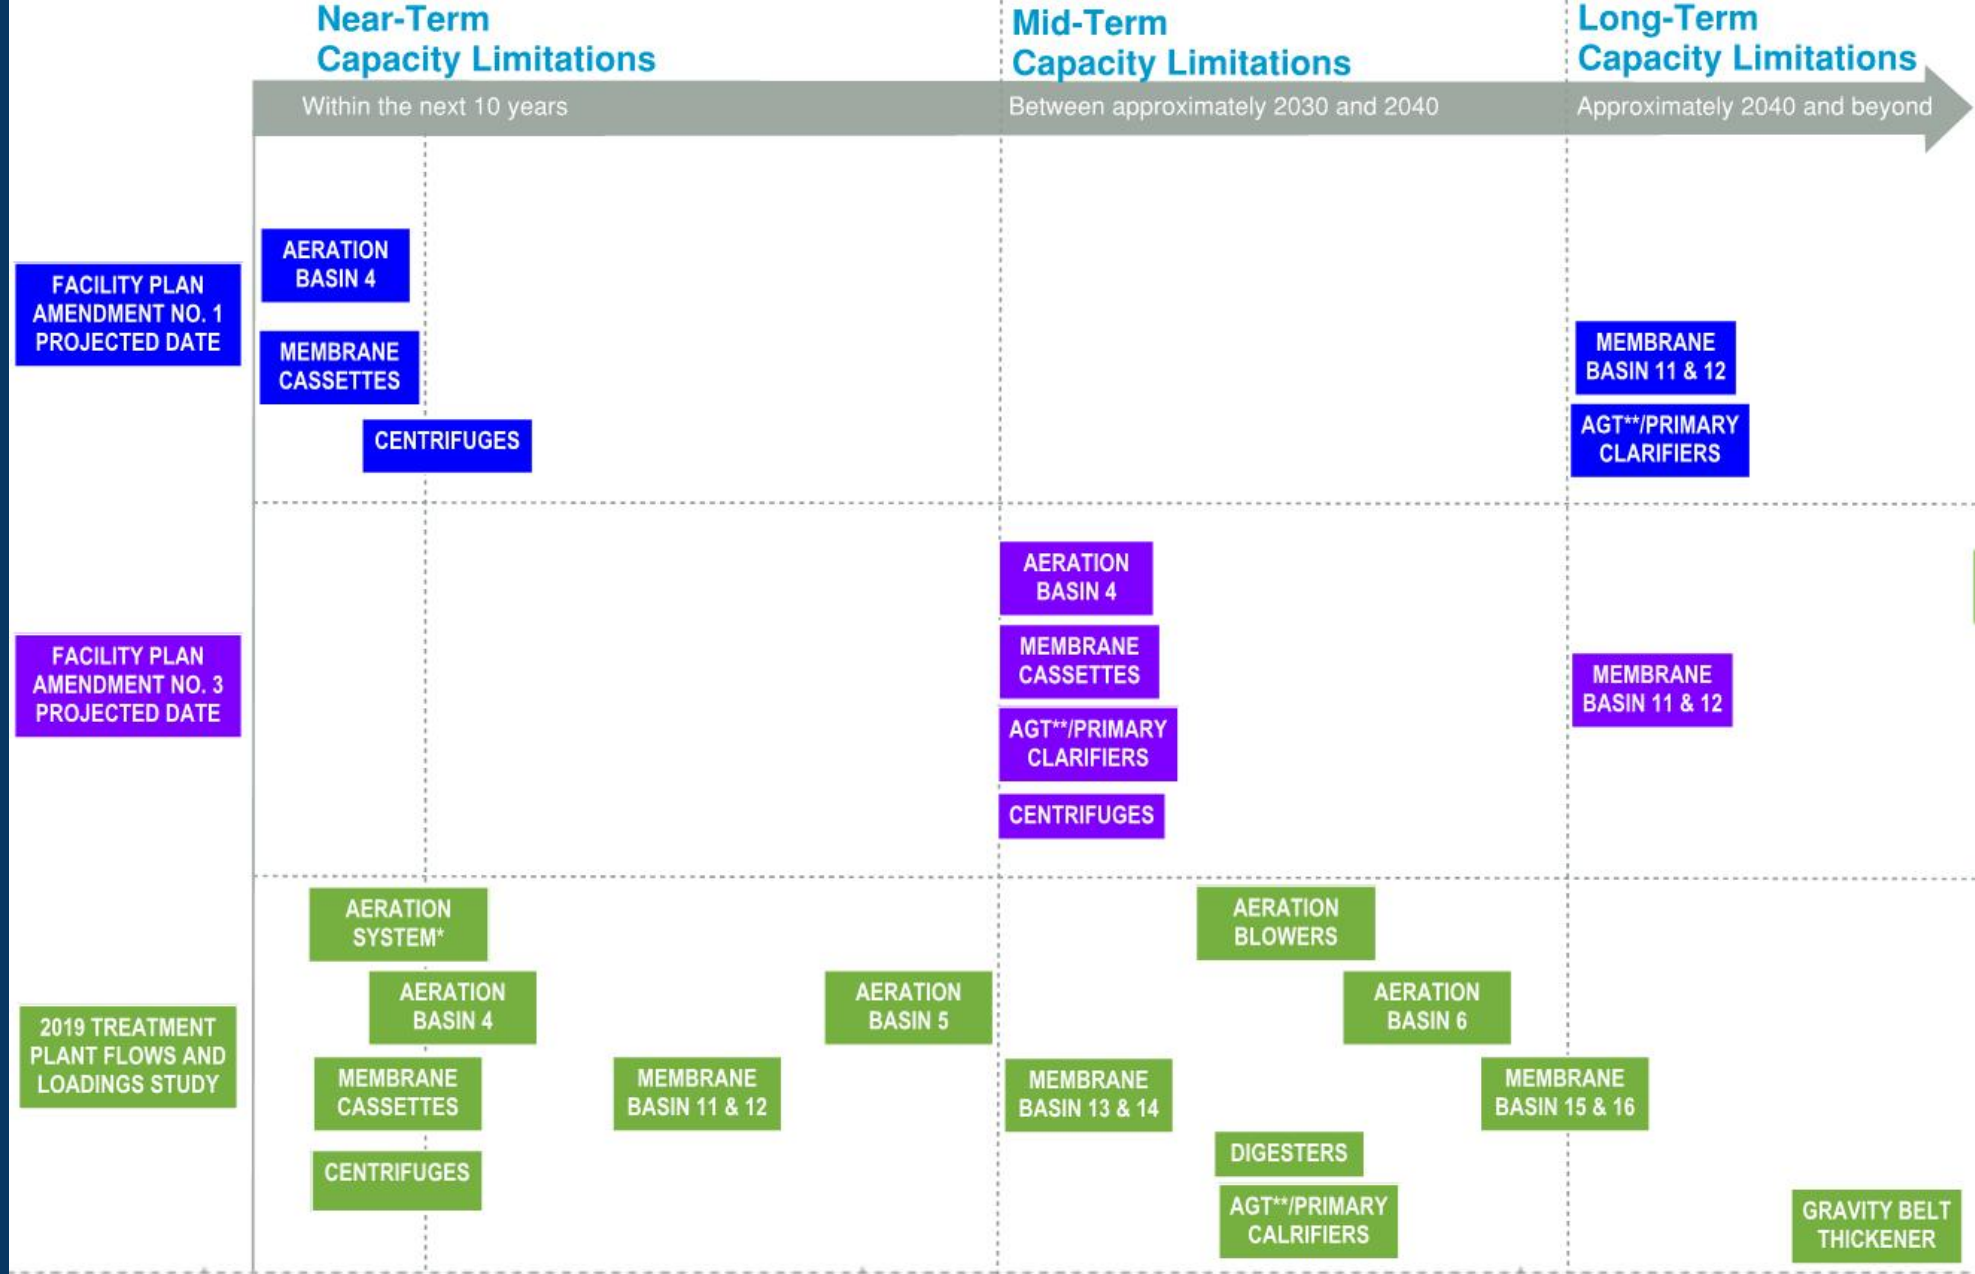 Near-Term
Capacity Limitations
Mid-Term
Capacity Limitations
Long-Term
Capacity Limitations
Within the next 10 years
Between approximately 2030 and 2040
Approximately 2040 and beyond
FACILITY PLAN
AMENDMENT NO. 1
PROJECTED DATE
AERATION
BASIN 4
MEMBRANE
CASSETTES
CENTRIFUGES
MEMBRANE
BASIN 11 & 12
AGT**/PRIMARY
CLARIFIERS
FACILITY PLAN
AMENDMENT NO. 3
PROJECTED DATE
AERATION
BASIN 4
MEMBRANE
CASSETTES
AGT**/PRIMARY
CLARIFIERS
CENTRIFUGES
MEMBRANE
BASIN 11 & 12
2019 TREATMENT
PLANT FLOWS AND
LOADINGS STUDY
AERATION
SYSTEM*
AERATION
BASIN 4
MEMBRANE
CASSETTES
CENTRIFUGES
MEMBRANE
BASIN 11 & 12
AERATION
BASIN 5
MEMBRANE
BASIN 13 & 14
AERATION
BLOWERS
AERATION
BASIN 6
MEMBRANE
BASIN 15 & 16
DIGESTERS
AGT**/PRIMARY
CALRIFIERS
GRAVITY BELT
THICKENER